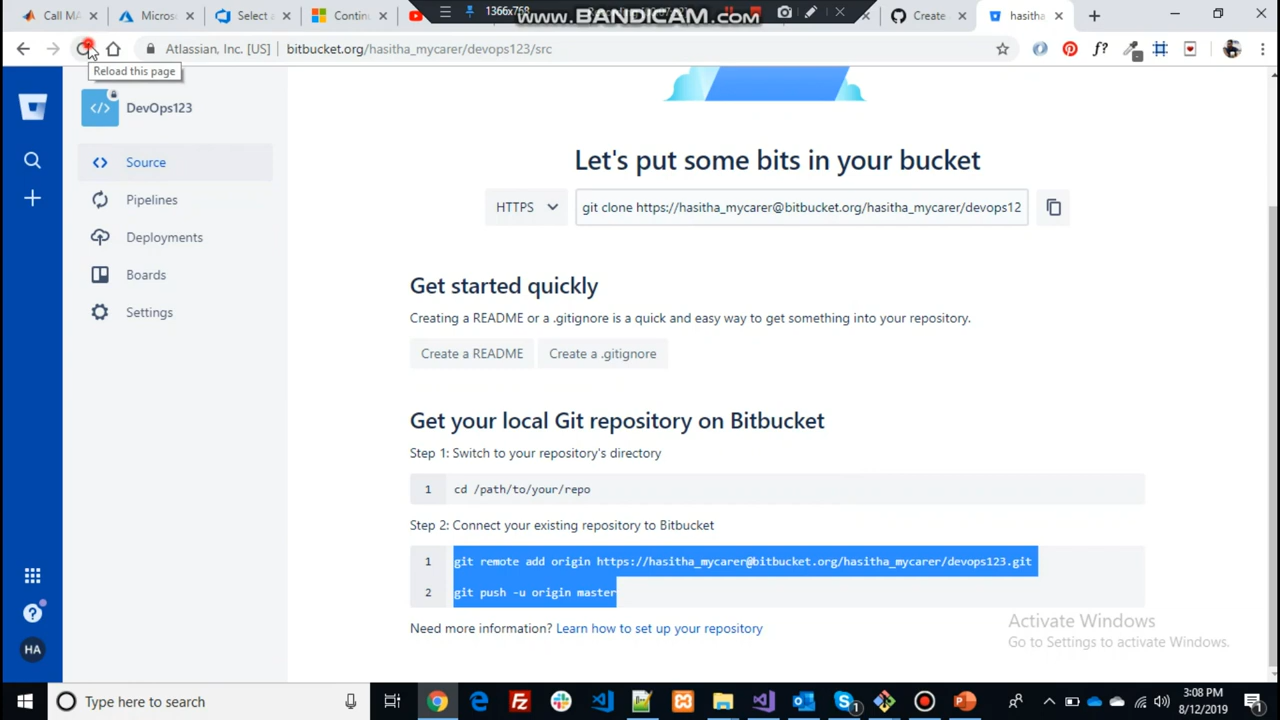 Call MA
Micros
Select a
Contin
1366x768
www.BANDICAM.com
Create
hasitha
Atlassian, Inc. [US]
bitbucket.org/hasitha_mycarer/devops123/src
f?
Reload this page
DevOps123
Source
Pipelines
Deployments
Boards
Settings
HA
Let's put some bits in your bucket
HTTPS
git clone https://hasitha_mycarer@bitbucket.org/hasitha_mycarer/devops12
Get started quickly
Creating a README or a .gitignore is a quick and easy way to get something into your repository.
Create a README
Create a .gitignore
Get your local Git repository on Bitbucket
Step 1: Switch to your repository's directory
1 cd /path/to/your/repo
Step 2: Connect your existing repository to Bitbucket
1 git remote add origin https://hasitha_mycarer@bitbucket.org/hasitha_mycarer/devops123.git
2 git push -u origin master
Need more information? Learn how to set up your repository
Activate Windows
Go to Settings to activate Windows.
Type here to search
3:08 PM
8/12/2019